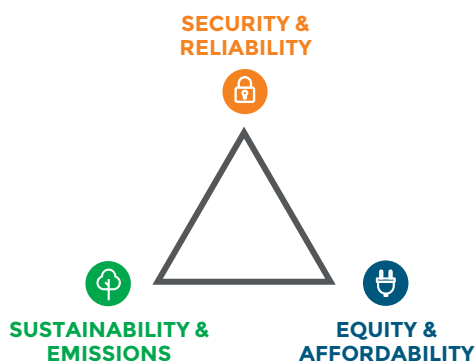 SECURITY &
RELIABILITY
SUSTAINABILITY &
EMISSIONS
EQUITY &
AFFORDABILITY